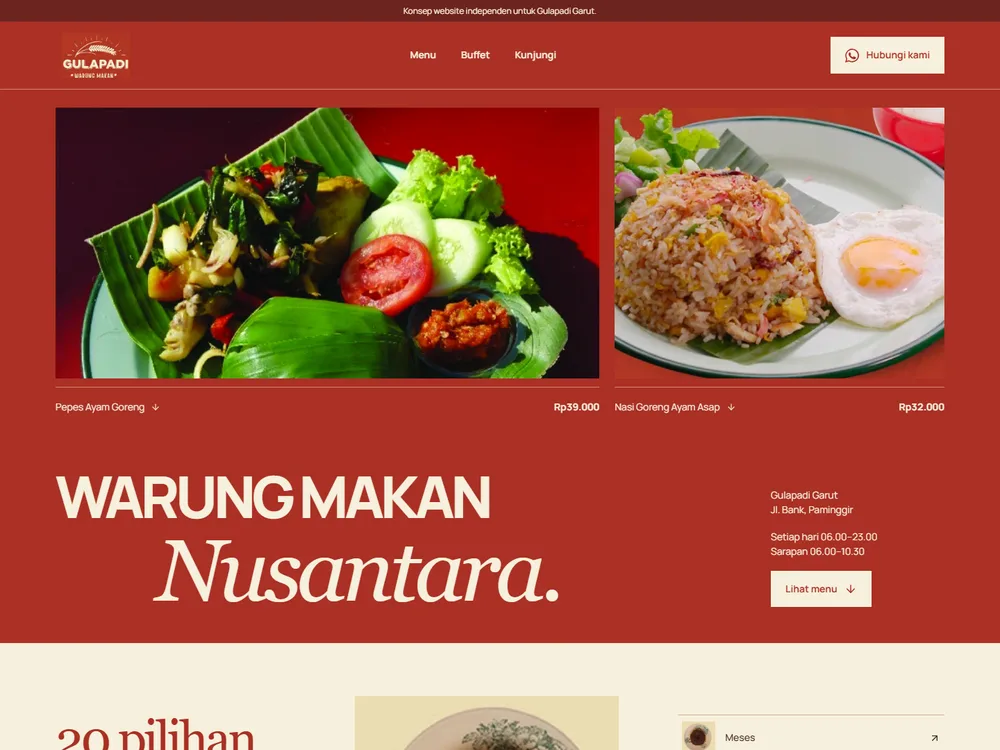 Konsep website independen untuk Gulapadi Garut.
GULAPADI
WARUNG MAKAN
Menu
Buffet
Kunjungi
Hubungi kami
Pepes Ayam Goreng ↓
Rp39.000
Nasi Goreng Ayam Asap ↓
Rp32.000
WARUNG MAKAN
Nusantara.
Gulapadi Garut
Jl. Bank, Paminggir
Setiap hari 06.00–23.00
Sarapan 06.00–10.30
Lihat menu ↓
20 pilihan
Meses